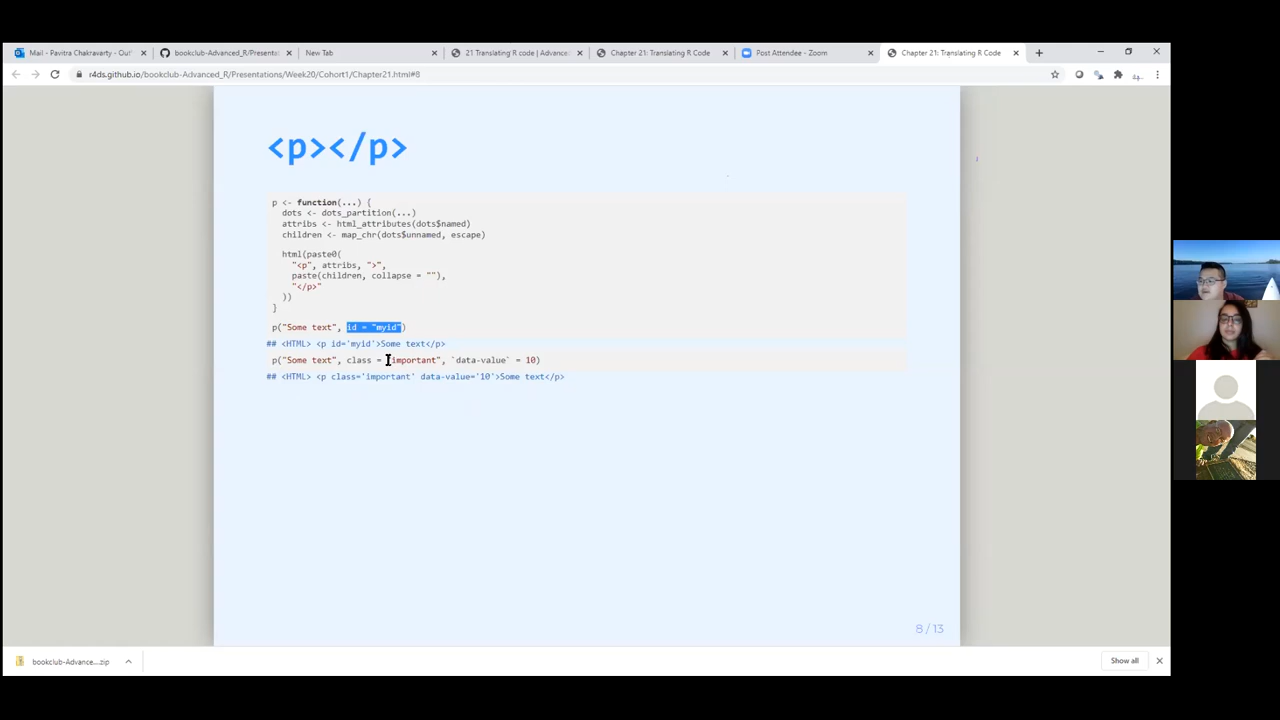 Mail - Pavitra Chakravarty - Out!
bookclub-Advanced_R/Presenta
New Tab
21 Translating R code | Advance
Chapter 21: Translating R Code
Post Attendee - Zoom
Chapter 21: Translating R Code
r4ds.github.io/bookclub-Advanced_R/Presentations/Week20/Cohort1/Chapter21.html#8
<p></p>
p <- function(...) {
dots <- dots_partition(...)
attribs <- html_attributes(dots$named)
children <- map_chr(dots$unnamed, escape)
html(paste0(
"<p", attribs, ">",
paste(children, collapse = ""),
"</p>"
))
}
p("Some text", id = "myid")
## <HTML> <p id='myid'>Some text</p>
p("Some text", class = "important", `data-value` = 10)
## <HTML> <p class='important' data-value='10'>Some text</p>
8 / 13
bookclub-Advance....zip
Show all